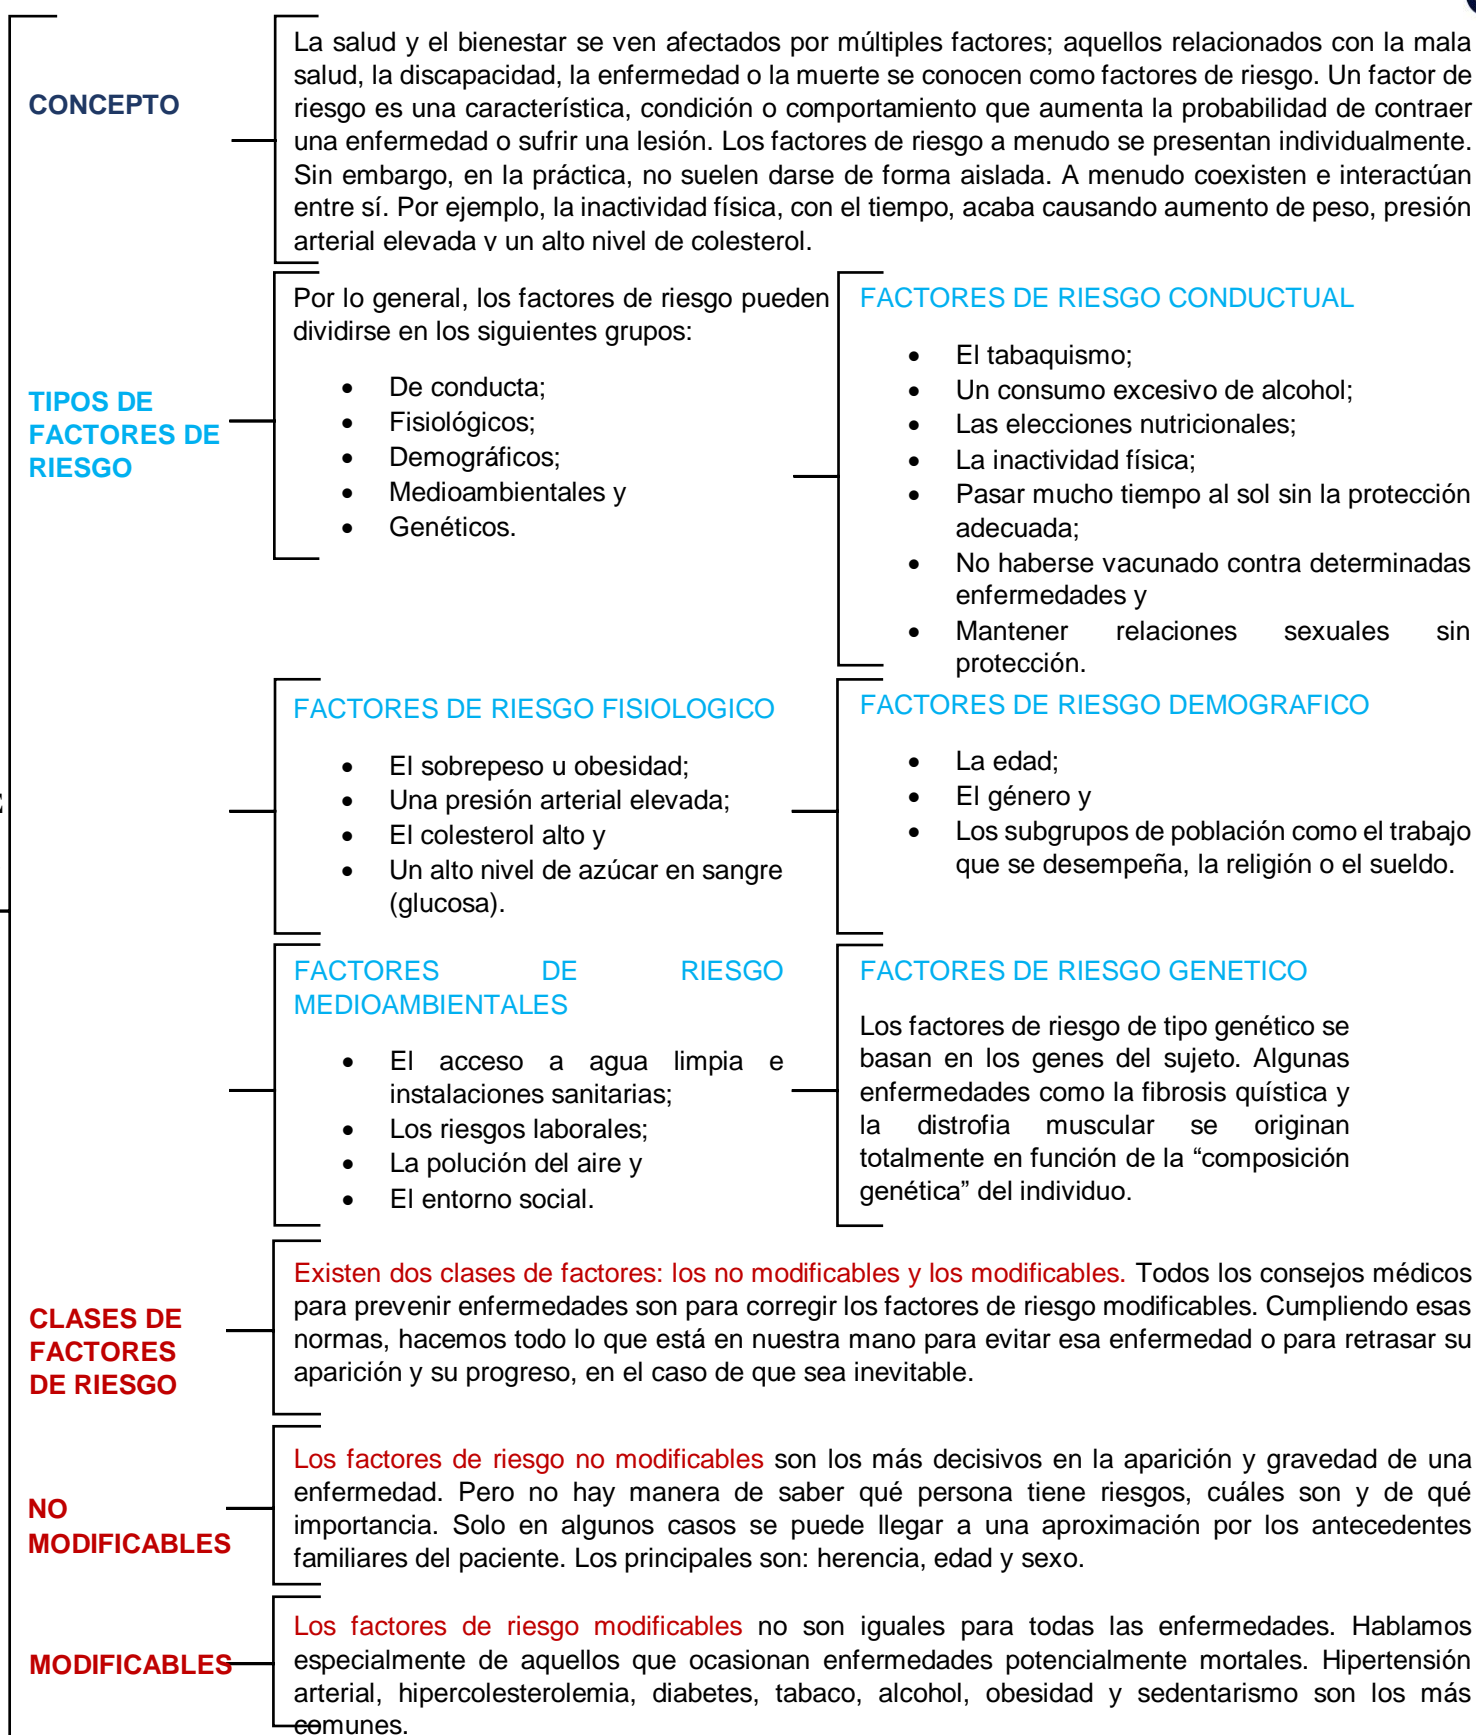 CONCEPTO
La salud y el bienestar se ven afectados por múltiples factores; aquellos relacionados con la mala
salud, la discapacidad, la enfermedad o la muerte se conocen como factores de riesgo. Un factor de
riesgo es una característica, condición o comportamiento que aumenta la probabilidad de contraer
una enfermedad o sufrir una lesión. Los factores de riesgo a menudo se presentan individualmente.
Sin embargo, en la práctica, no suelen darse de forma aislada. A menudo coexisten e interactúan
entre sí. Por ejemplo, la inactividad física, con el tiempo, acaba causando aumento de peso, presión
arterial elevada y un alto nivel de colesterol.
TIPOS DE
FACTORES DE
RIESGO
Por lo general, los factores de riesgo pueden
dividirse en los siguientes grupos:
• De conducta;
• Fisiológicos;
• Demográficos;
• Medioambientales y
• Genéticos.
FACTORES DE RIESGO CONDUCTUAL
• El tabaquismo;
• Un consumo excesivo de alcohol;
• Las elecciones nutricionales;
• La inactividad física;
• Pasar mucho tiempo al sol sin la protección
adecuada;
• No haberse vacunado contra determinadas
enfermedades y
• Mantener relaciones sexuales sin
protección.
FACTORES DE RIESGO FISIOLOGICO
• El sobrepeso u obesidad;
• Una presión arterial elevada;
• El colesterol alto y
• Un alto nivel de azúcar en sangre
(glucosa).
FACTORES DE RIESGO DEMOGRAFICO
• La edad;
• El género y
• Los subgrupos de población como el trabajo
que se desempeña, la religión o el sueldo.
FACTORES DE RIESGO
MEDIOAMBIENTALES
• El acceso a agua limpia e
instalaciones sanitarias;
• Los riesgos laborales;
• La polución del aire y
• El entorno social.
FACTORES DE RIESGO GENETICO
Los factores de riesgo de tipo genético se
basan en los genes del sujeto. Algunas
enfermedades como la fibrosis quística y
la distrofia muscular se originan
totalmente en función de la “composición
genética” del individuo.
CLASES DE
FACTORES
DE RIESGO
Existen dos clases de factores: los no modificables y los modificables. Todos los consejos médicos
para prevenir enfermedades son para corregir los factores de riesgo modificables. Cumpliendo esas
normas, hacemos todo lo que está en nuestra mano para evitar esa enfermedad o para retrasar su
aparición y su progreso, en el caso de que sea inevitable.
NO
MODIFICABLES
Los factores de riesgo no modificables son los más decisivos en la aparición y gravedad de una
enfermedad. Pero no hay manera de saber qué persona tiene riesgos, cuáles son y de qué
importancia. Solo en algunos casos se puede llegar a una aproximación por los antecedentes
familiares del paciente. Los principales son: herencia, edad y sexo.
MODIFICABLES
Los factores de riesgo modificables no son iguales para todas las enfermedades. Hablamos
especialmente de aquellos que ocasionan enfermedades potencialmente mortales. Hipertensión
arterial, hipercolesterolemia, diabetes, tabaco, alcohol, obesidad y sedentarismo son los más
comunes.